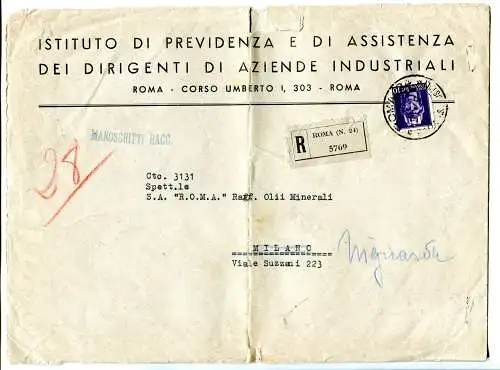 ISTITUTO DI PREVIDENZA E DI ASSISTENZA
DEI DIRIGENTI DI AZIENDE INDUSTRIALI
ROMA - CORSO UMBERTO I, 303 - ROMA
MANOSCRITTI RACC.
28
R
ROMA (N. 24)
5769
Cto. 3131
Spett.le
S.A. "R.O.M.A." Raff. Olii Minerali
MILANO
Viale Suzzani 223